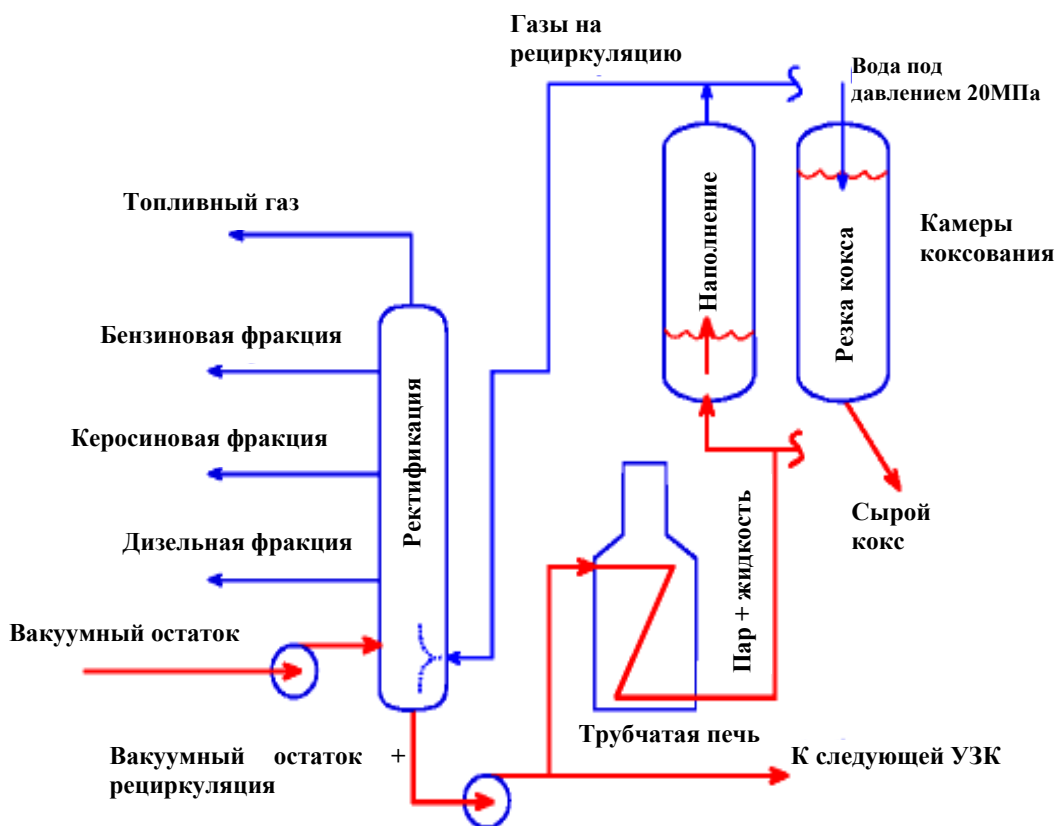 Газы на
рециркуляцию
Вода под
давлением 20МПа
Топливный газ
Наполнение
Резка кокса
Камеры
коксования
Бензиновая фракция
Керосиновая фракция
Ректификация
Дизельная фракция
Сырой
кокс
Вакуумный остаток
Пар + жидкость
Трубчатая печь
Вакуумный остаток +
рециркуляция
К следующей УЗК